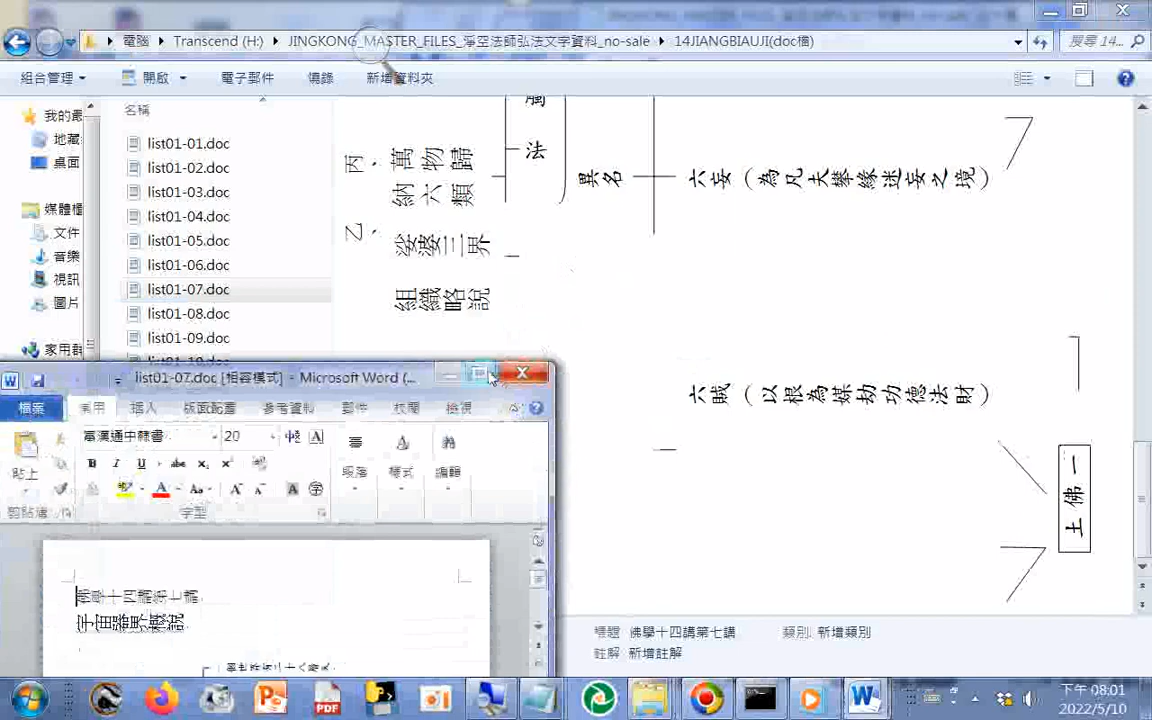 電腦 ▸ Transcend (H:) ▸ JINGKONG_MASTER_FILES_淨空法師弘法文字資料_no-sale ▸ 14JIANGBIAUJI(doc檔)
搜尋 14...
組合管理 開啟 電子郵件 燒錄 新增資料夾
名稱
我的最
地藏
桌面
媒體櫃
文件
音樂
視訊
圖片
家用群
list01-01.doc
list01-02.doc
list01-03.doc
list01-04.doc
list01-05.doc
list01-06.doc
list01-07.doc
list01-08.doc
list01-09.doc
list01-10.doc
丙、萬物歸
納六類
乙、娑婆三界
組織略說
法
異名
六妄（為凡夫攀緣迷妄之境）
六賊（以根為媒劫功德法財）
一佛土
list01-07.doc [相容模式] - Microsoft Word (...
檔案 常用 插入 版面配置 參考資料 郵件 校閱 檢視
富漢通中隸書 20
貼上
段落 樣式 編輯
剪貼簿 字型
佛學十四講第七講
宇宙器界概說
標題: 佛學十四講第七講 類別: 新增類別
註解: 新增註解
下午 08:01
2022/5/10